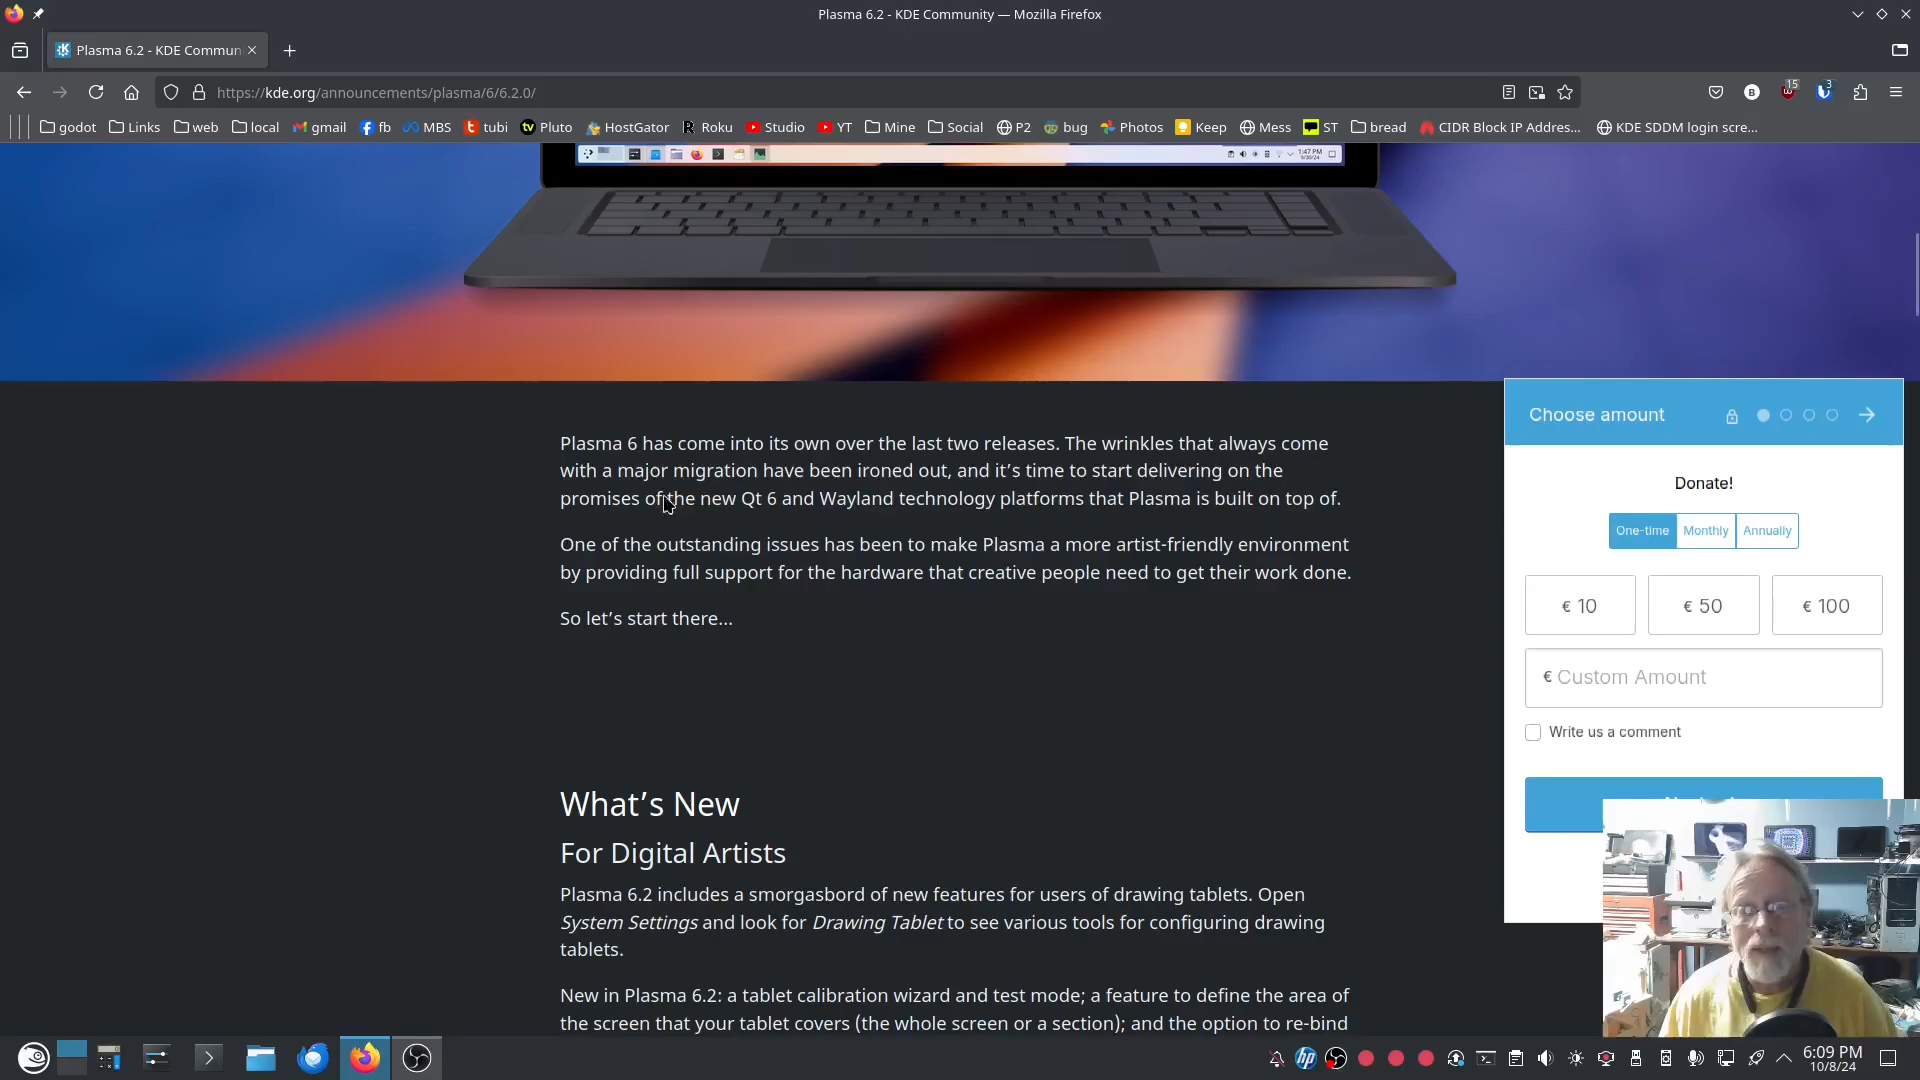 Plasma 6.2 - KDE Community — Mozilla Firefox
Plasma 6.2 - KDE Commun
https://kde.org/announcements/plasma/6/6.2.0/
B
15
3
godot
Links
web
local
gmail
fb
MBS
tubi
Pluto
HostGator
Roku
Studio
YT
Mine
Social
P2
bug
Photos
Keep
Mess
ST
bread
CIDR Block IP Addres...
KDE SDDM login scre...
1:47 PM
Plasma 6 has come into its own over the last two releases. The wrinkles that always come
with a major migration have been ironed out, and it’s time to start delivering on the
promises of the new Qt 6 and Wayland technology platforms that Plasma is built on top of.
One of the outstanding issues has been to make Plasma a more artist-friendly environment
by providing full support for the hardware that creative people need to get their work done.
So let’s start there...
What’s New
For Digital Artists
Plasma 6.2 includes a smorgasbord of new features for users of drawing tablets. Open
System Settings and look for Drawing Tablet to see various tools for configuring drawing
tablets.
New in Plasma 6.2: a tablet calibration wizard and test mode; a feature to define the area of
the screen that your tablet covers (the whole screen or a section); and the option to re-bind
Choose amount
Donate!
One-time
Monthly
Annually
€ 10
€ 50
€ 100
€ Custom Amount
Write us a comment
hp
6:09 PM
10/8/24